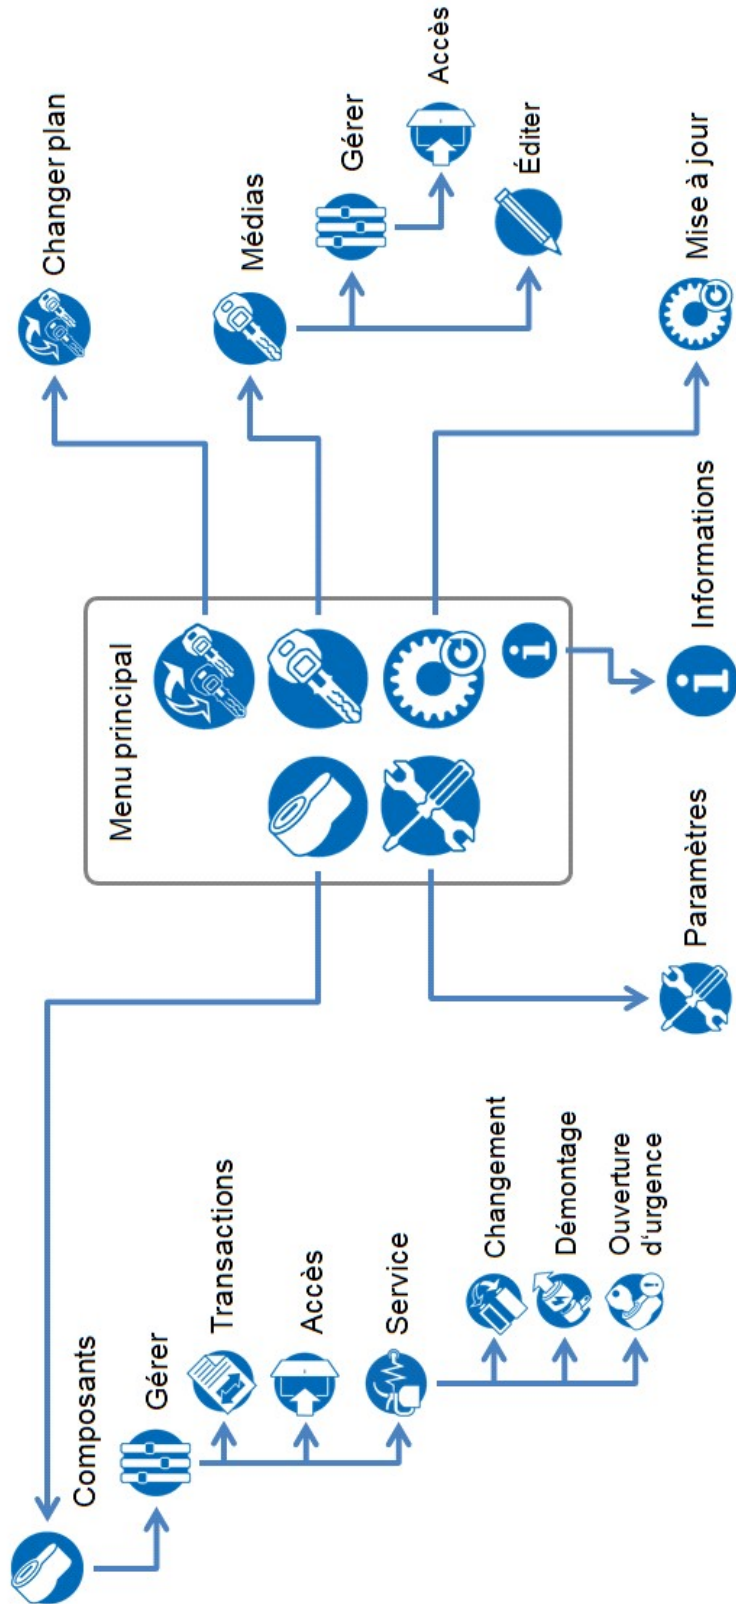 Menu principal
Composants
Gérer
Transactions
Accès
Service
Changement
Démontage
Ouverture
d‘urgence
Paramètres
Informations
Changer plan
Médias
Gérer
Accès
Éditer
Mise à jour